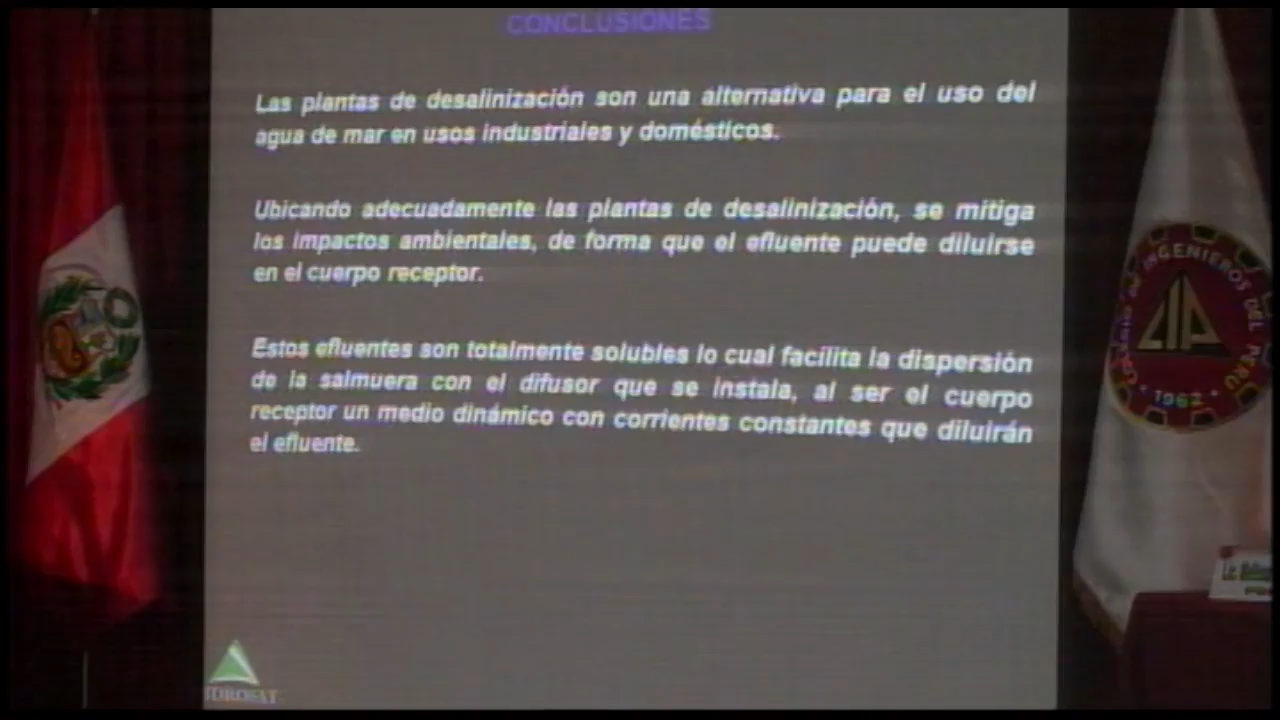 CONCLUSIONES
Las plantas de desalinización son una alternativa para el uso del
agua de mar en usos industriales y domésticos.
Ubicando adecuadamente las plantas de desalinización, se mitiga
los impactos ambientales, de forma que el efluente puede diluirse
en el cuerpo receptor.
Estos efluentes son totalmente solubles lo cual facilita la dispersión
de la salmuera con el difusor que se instala, al ser el cuerpo
receptor un medio dinámico con corrientes constantes que diluirán
el efluente.
INGENIEROS DEL PERU
CIP
1962